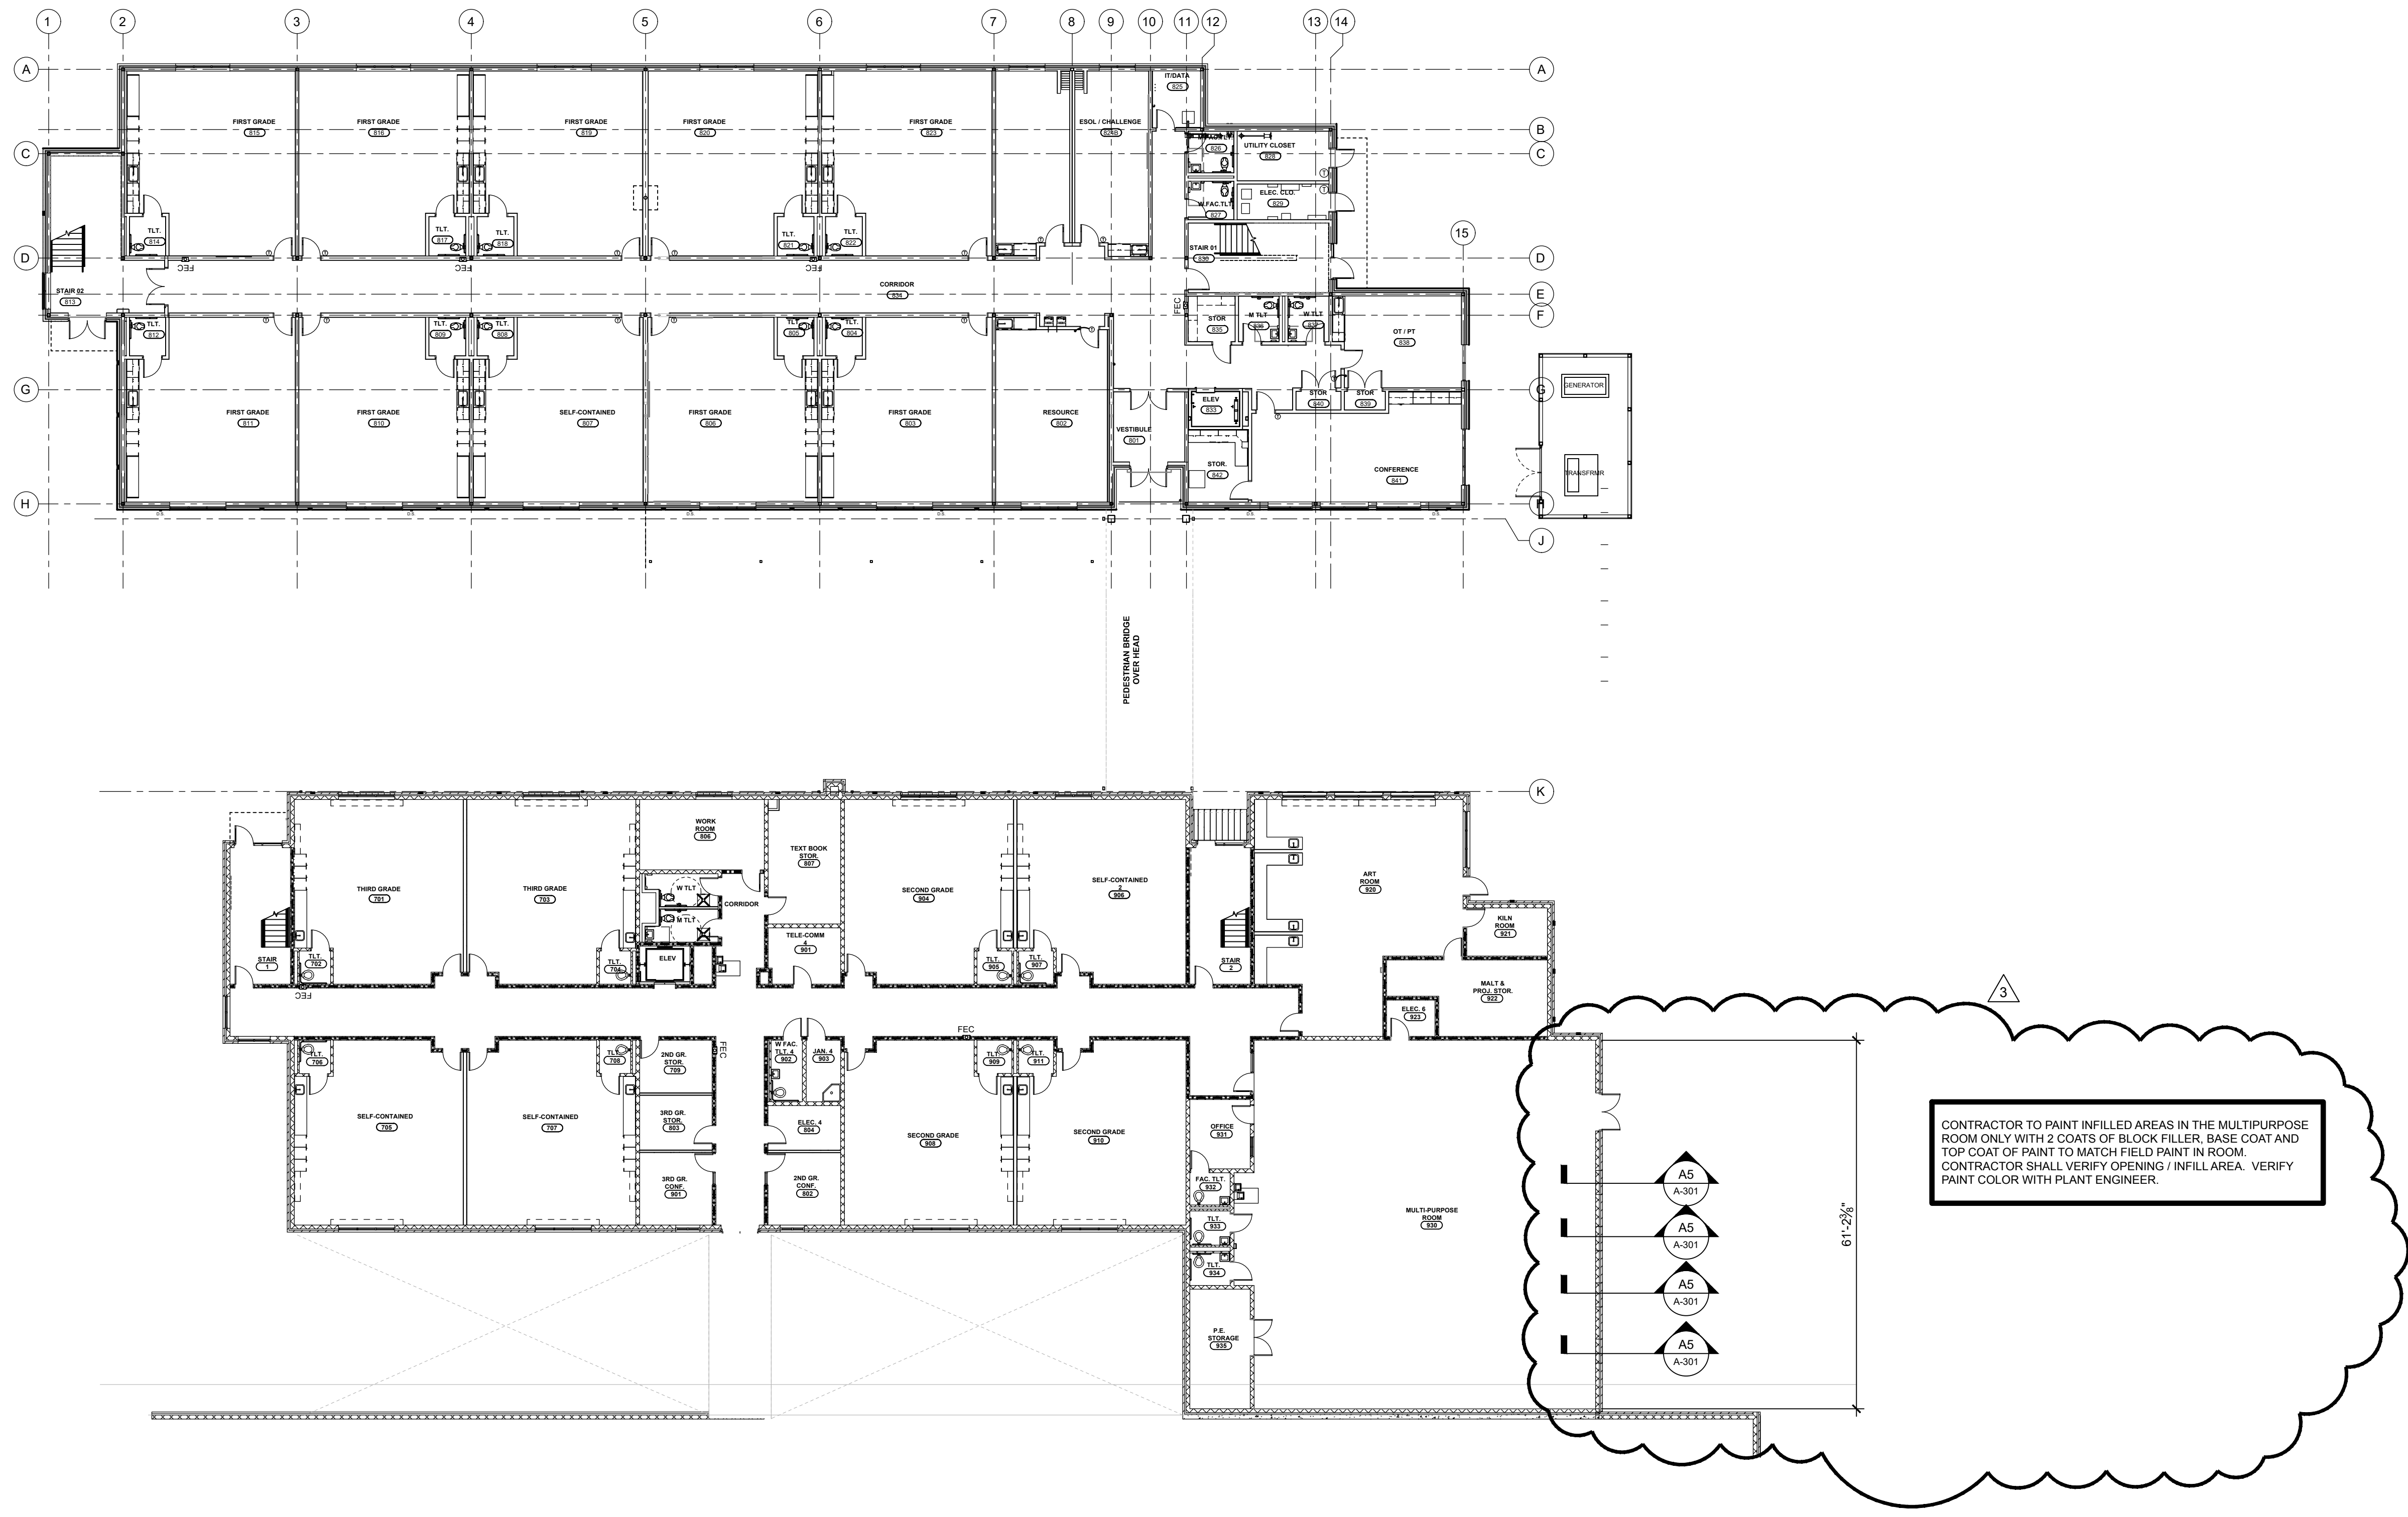 1 2 3 4 5 6 7 8 9 10 11 12 13 14
A A
IT/DATA
825
FIRST GRADE
815
FIRST GRADE
816
FIRST GRADE
819
FIRST GRADE
820
FIRST GRADE
823
ESOL / CHALLENGE
824B
B
C C
826
UTILITY CLOSET
828
ELEC. CLO.
829
W.FAC.TLT.
827
TLT.
814
TLT.
817
TLT.
818
TLT.
821
TLT.
822
15
STAIR 01
830
D D
FEC
FEC
FEC
STAIR 02
813
CORRIDOR
834
E
F
FEC
TLT.
812
TLT.
809
TLT.
808
TLT.
805
TLT.
804
STOR
835
M TLT
836
W TLT
837
OT / PT
838
G G
GENERATOR
STOR
840
STOR
839
ELEV
833
FIRST GRADE
811
FIRST GRADE
810
SELF-CONTAINED
807
FIRST GRADE
806
FIRST GRADE
803
RESOURCE
802
VESTIBULE
801
STOR.
842
CONFERENCE
841
TRANSFRMR
H H
D.S.
D.S.
D.S.
D.S.
D.S.
D.S.
J
PEDESTRIAN BRIDGE
OVER HEAD
K
WORK
ROOM
806
TEXT BOOK
STOR.
807
THIRD GRADE
701
THIRD GRADE
703
W TLT
M TLT
CORRIDOR
SECOND GRADE
904
SELF-CONTAINED
2
906
ART
ROOM
920
KILN
ROOM
921
TELE-COMM
4
901
STAIR
1
TLT.
702
TLT.
704
ELEV
TLT.
905
TLT.
907
STAIR
2
FEC
MALT &
PROJ. STOR.
922
ELEC. 6
923
3
FEC
FEC
TLT.
706
TLT.
708
2ND GR.
STOR.
709
W FAC.
TLT. 4
902
JAN. 4
903
TLT.
909
TLT.
911
SELF-CONTAINED
705
SELF-CONTAINED
707
3RD GR.
STOR.
803
ELEC. 4
804
SECOND GRADE
908
SECOND GRADE
910
OFFICE
931
3RD GR.
CONF.
901
2ND GR.
CONF.
802
FAC. TLT.
932
TLT.
933
TLT.
934
MULTI-PURPOSE
ROOM
930
P.E.
STORAGE
935
A5
A-301
A5
A-301
A5
A-301
A5
A-301
61'-2⅜"
CONTRACTOR TO PAINT INFILLED AREAS IN THE MULTIPURPOSE
ROOM ONLY WITH 2 COATS OF BLOCK FILLER, BASE COAT AND
TOP COAT OF PAINT TO MATCH FIELD PAINT IN ROOM.
CONTRACTOR SHALL VERIFY OPENING / INFILL AREA. VERIFY
PAINT COLOR WITH PLANT ENGINEER.